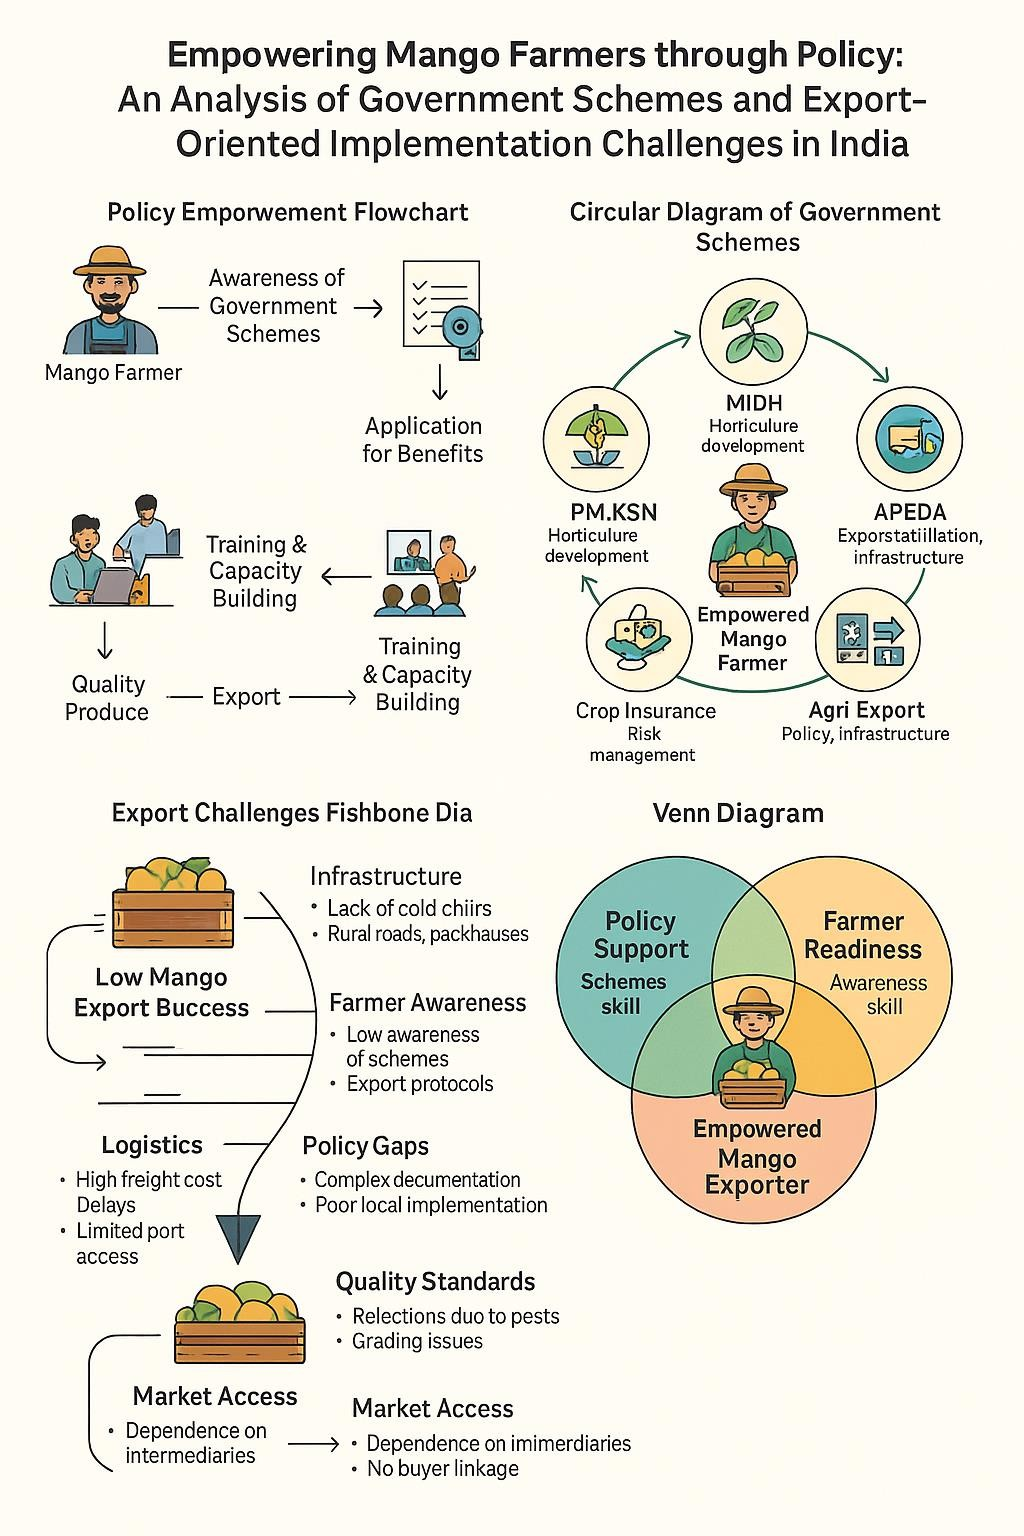 Empowering Mango Farmers through Policy:
An Analysis of Government Schemes and Export-
Oriented Implementation Challenges in India
Policy Emporwement Flowchart
Mango Farmer
Awareness of
Government
Schemes
Application
for Benefits
Training &
Capacity
Building
Training
& Capacity
Building
Quality
Produce
Export
Circular DIagram of Government
Schemes
MIDH
Horticulure
dovelopment
PM.KSN
Horticulure
development
APEDA
Exporstatiillation,
infrastructure
Empowered
Mango
Farmer
Crop Insurance
Risk
management
Agri Export
Policy, infrastructure
Export Challenges Fishbone Dia
Low Mango
Export Buccess
Infrastructure
• Lack of cold chiirs
• Rural roads, packhauses
Farmer Awareness
• Low awareness
of schemes
• Export protocols
Logistics
• High freight cost
Delays
• Limited port
access
Policy Gaps
• Complex decumentation
• Poor local implementation
Quality Standards
• Relections duo to pests
• Grading issues
Market Access
• Dependence on
intermediaries
Market Access
• Dependence on imimerdiaries
• No buyer linkage
Venn Diagram
Policy
Support
Schemes
skill
Farmer
Readiness
Awareness
skill
Empowered
Mango
Exporter